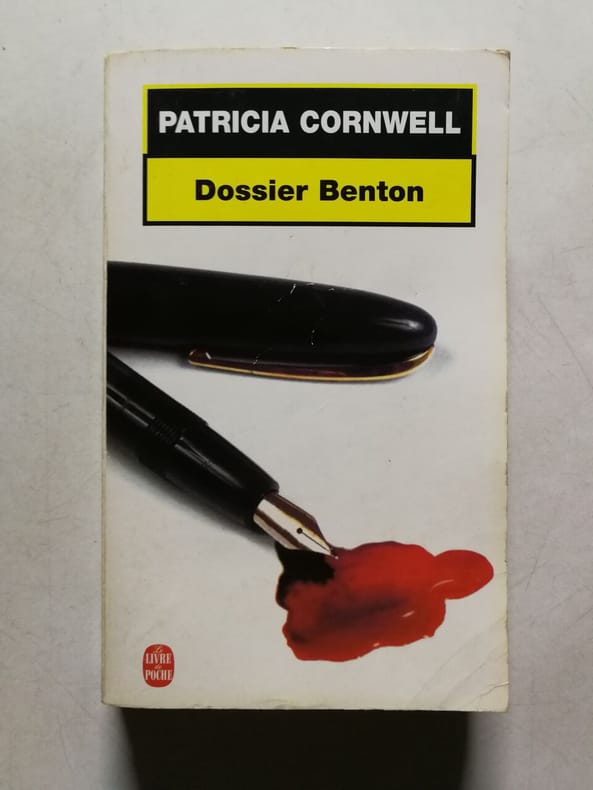 PATRICIA CORNWELL
Dossier Benton
Le
LIVRE
de
POCHE